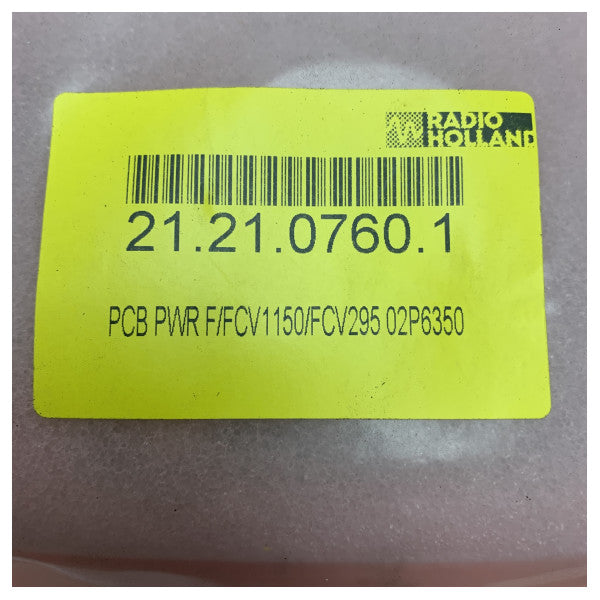 RADIO
HOLLAND
21.21.0760.1
PCB PWR F/FCV1150/FCV295 02P6350